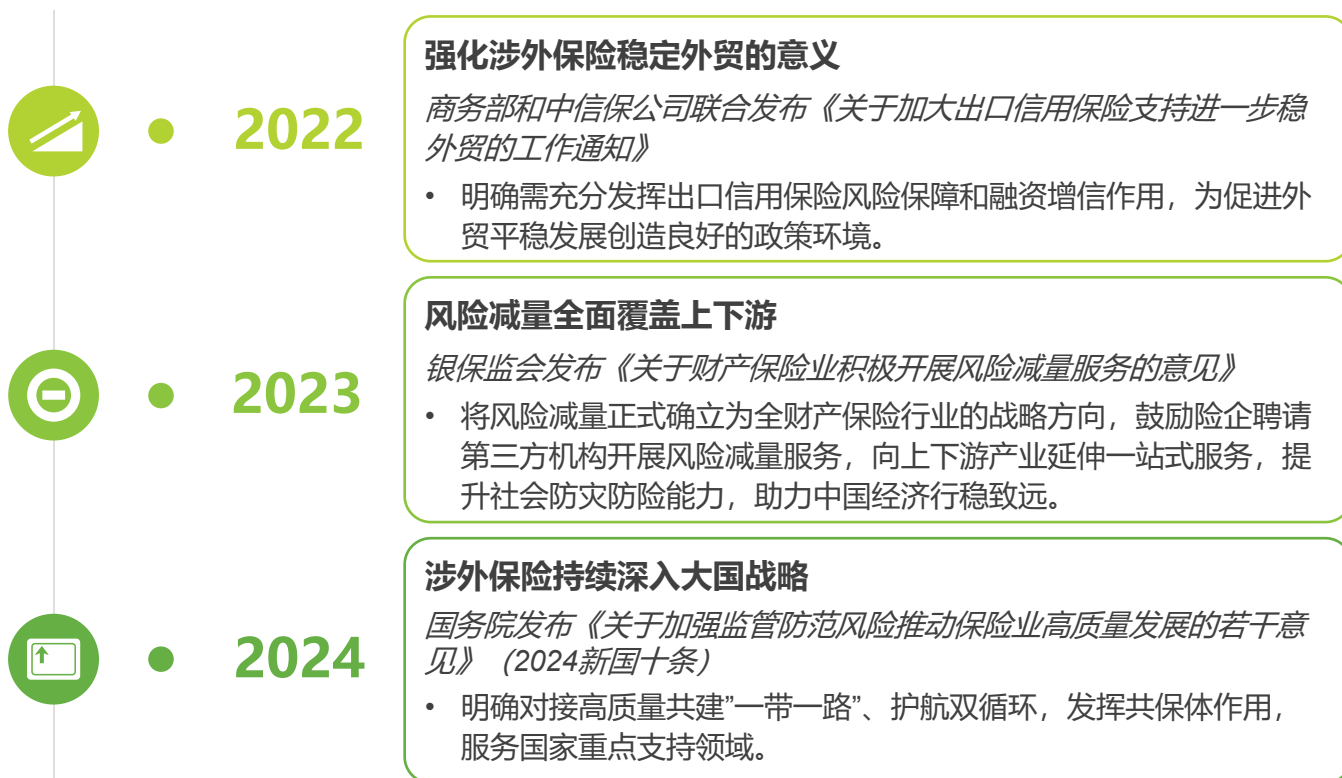 2022
强化涉外保险稳定外贸的意义
商务部和中信保公司联合发布《关于加大出口信用保险支持进一步稳
外贸的工作通知》
• 明确需充分发挥出口信用保险风险保障和融资增信作用，为促进外
贸平稳发展创造良好的政策环境。
2023
风险减量全面覆盖上下游
银保监会发布《关于财产保险业积极开展风险减量服务的意见》
• 将风险减量正式确立为全财产保险行业的战略方向，鼓励险企聘请
第三方机构开展风险减量服务，向上下游产业延伸一站式服务，提
升社会防灾防险能力，助力中国经济行稳致远。
2024
涉外保险持续深入大国战略
国务院发布《关于加强监管防范风险推动保险业高质量发展的若干意
见》（2024新国十条）
• 明确对接高质量共建”一带一路”、护航双循环，发挥共保体作用，
服务国家重点支持领域。